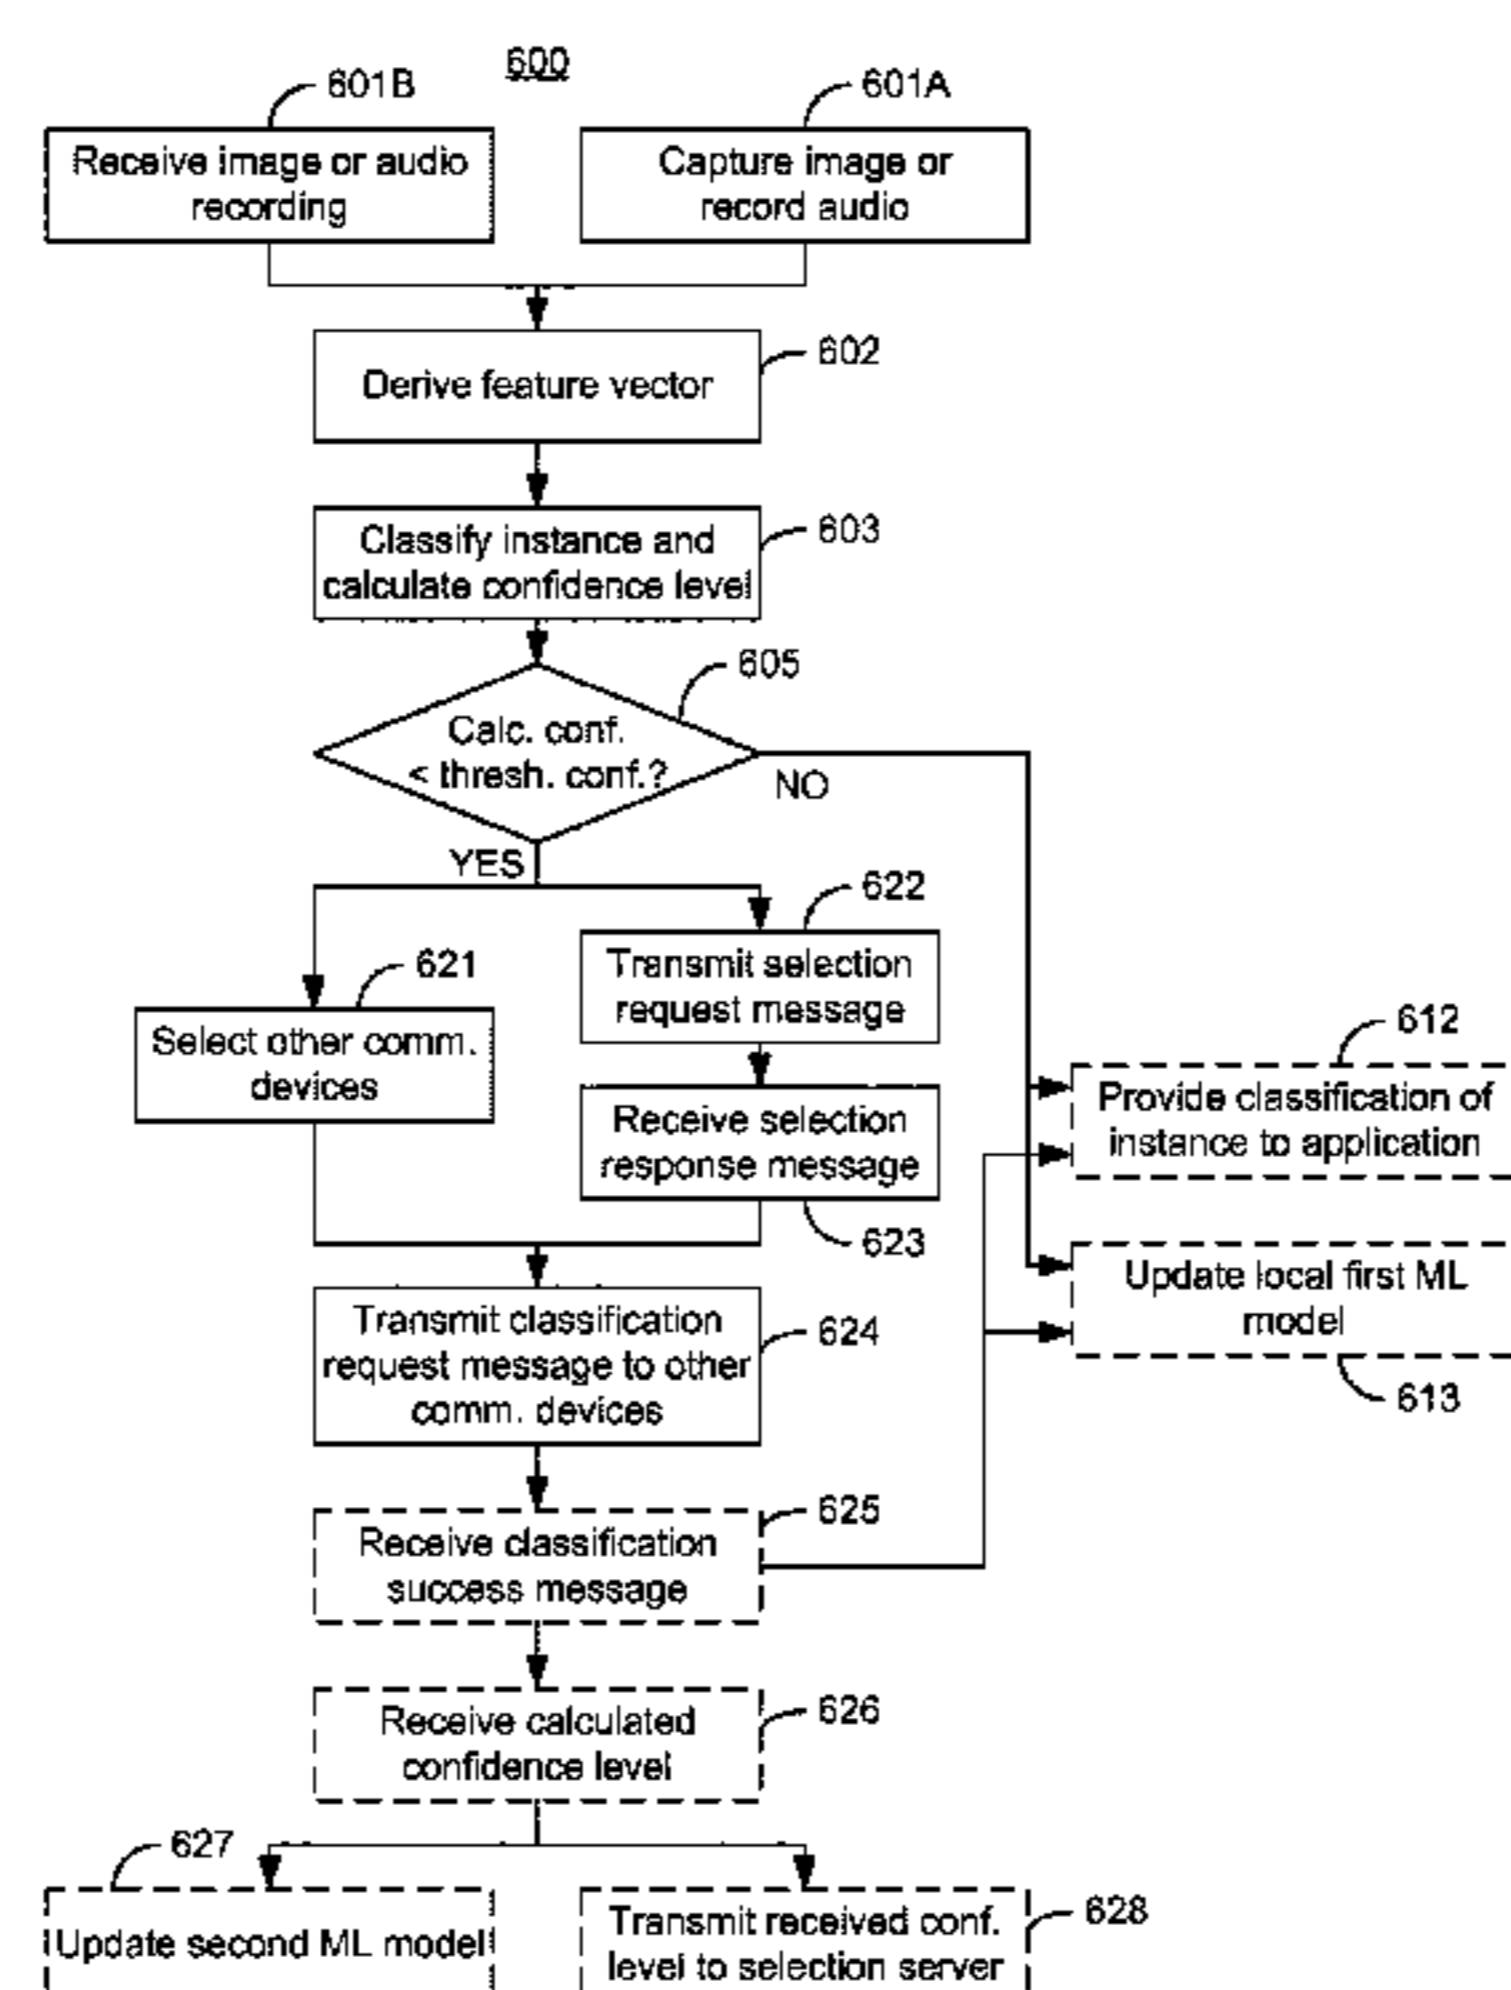 600
601B
601A
Receive image or audio
recording
Capture image or
record audio
602
Derive feature vector
603
Classify instance and
calculate confidence level
605
Calc. conf.
< thresh. conf.?
NO
YES
622
Transmit selection
request message
621
Select other comm.
devices
612
Provide classification of
instance to application
Receive selection
response message
623
Update local first ML
model
613
Transmit classification
request message to other
comm. devices
624
625
Receive classification
success message
626
Receive calculated
confidence level
627
Update second ML model
628
Transmit received conf.
level to selection server